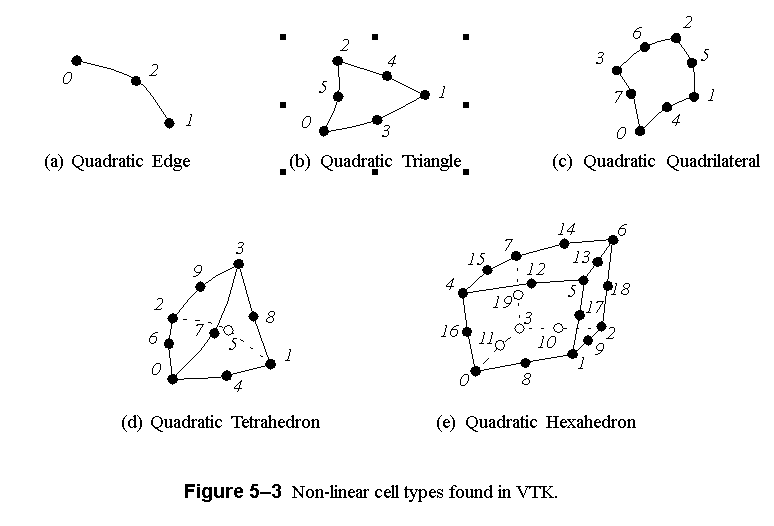 0 2 1
2 4 1 5 0 3
2 6 5 3 7 1 4 0
(a) Quadratic Edge
(b) Quadratic Triangle
(c) Quadratic Quadrilateral
3 9 2 8 7 5 6 1 0 4
6 14 7 15 13 12 4 5 18 19 17 3 16 2 11 10 9 1 0 8
(d) Quadratic Tetrahedron
(e) Quadratic Hexahedron
Figure 5–3 Non-linear cell types found in VTK.